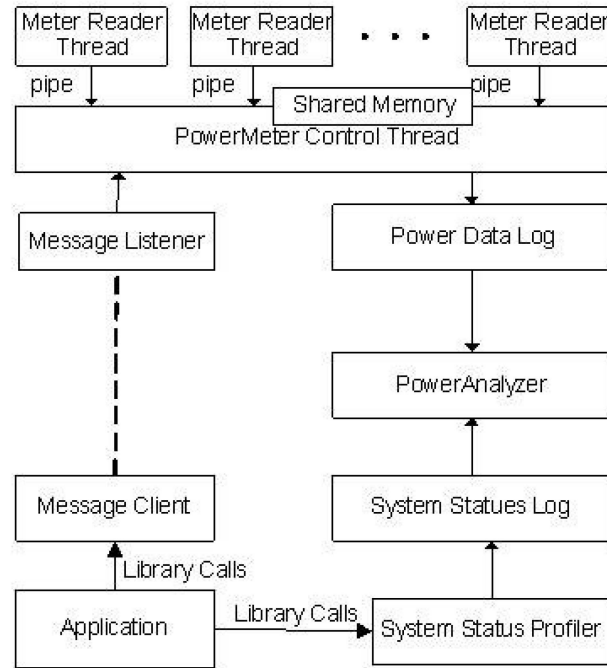 Meter Reader
Thread
Meter Reader
Thread
Meter Reader
Thread
pipe
pipe
pipe
Shared Memory
PowerMeter Control Thread
Message Listener
Power Data Log
PowerAnalyzer
Message Client
System Statues Log
Library Calls
Application
Library Calls
System Status Profiler